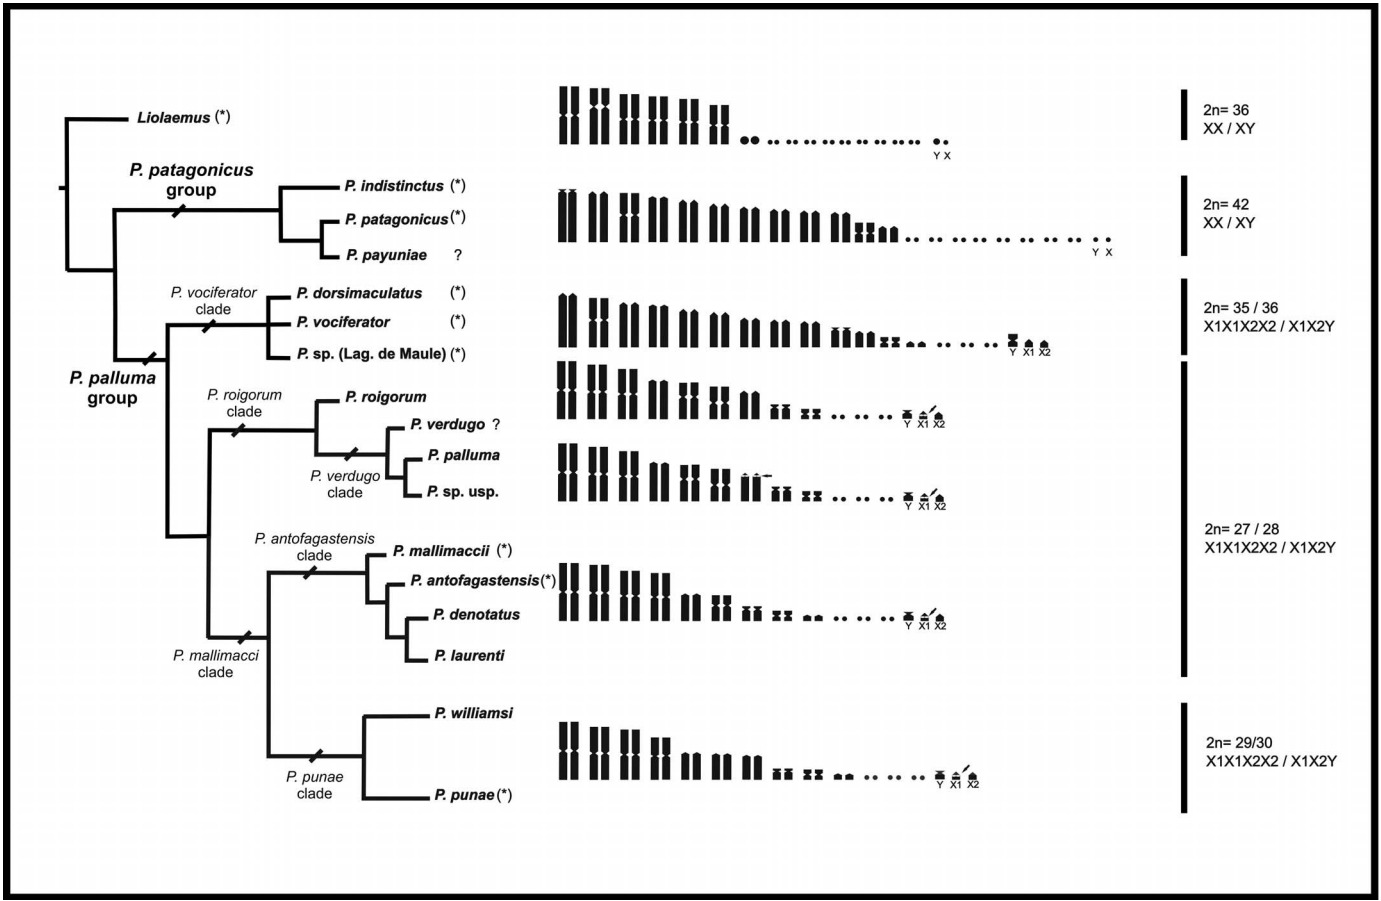 Liolaemus (*)
Y X
2n= 36
XX / XY
P. patagonicus
group
P. indistinctus (*)
P. patagonicus (*)
P. payuniae ?
Y X
2n= 42
XX / XY
P. vociferator
clade
P. dorsimaculatus (*)
P. vociferator (*)
P. sp. (Lag. de Maule) (*)
Y X1 X2
2n= 35 / 36
X1X1X2X2 / X1X2Y
P. palluma
group
P. roigorum
clade
P. roigorum
Y X1 X2
P. verdugo ?
P. palluma
P. sp. usp.
P. verdugo
clade
Y X1 X2
P. antofagastensis
clade
P. mallimaccii (*)
P. antofagastensis (*)
P. denotatus
P. laurenti
Y X1 X2
2n= 27 / 28
X1X1X2X2 / X1X2Y
P. mallimacci
clade
P. williamsi
P. punae
clade
P. punae (*)
Y X1 X2
2n= 29/30
X1X1X2X2 / X1X2Y